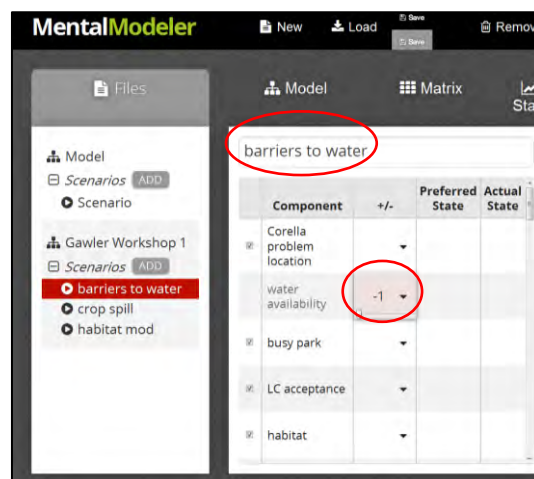 MentalModeler
New
Load
Save
Save
Remov
Files
Model
Matrix
Sta
barriers to water
Model
Scenarios ADD
Scenario
Gawler Workshop 1
Scenarios ADD
barriers to water
crop spill
habitat mod
Component +/- Preferred State Actual State
Corella
problem
location
water
availability
-1
busy park
LC acceptance
habitat